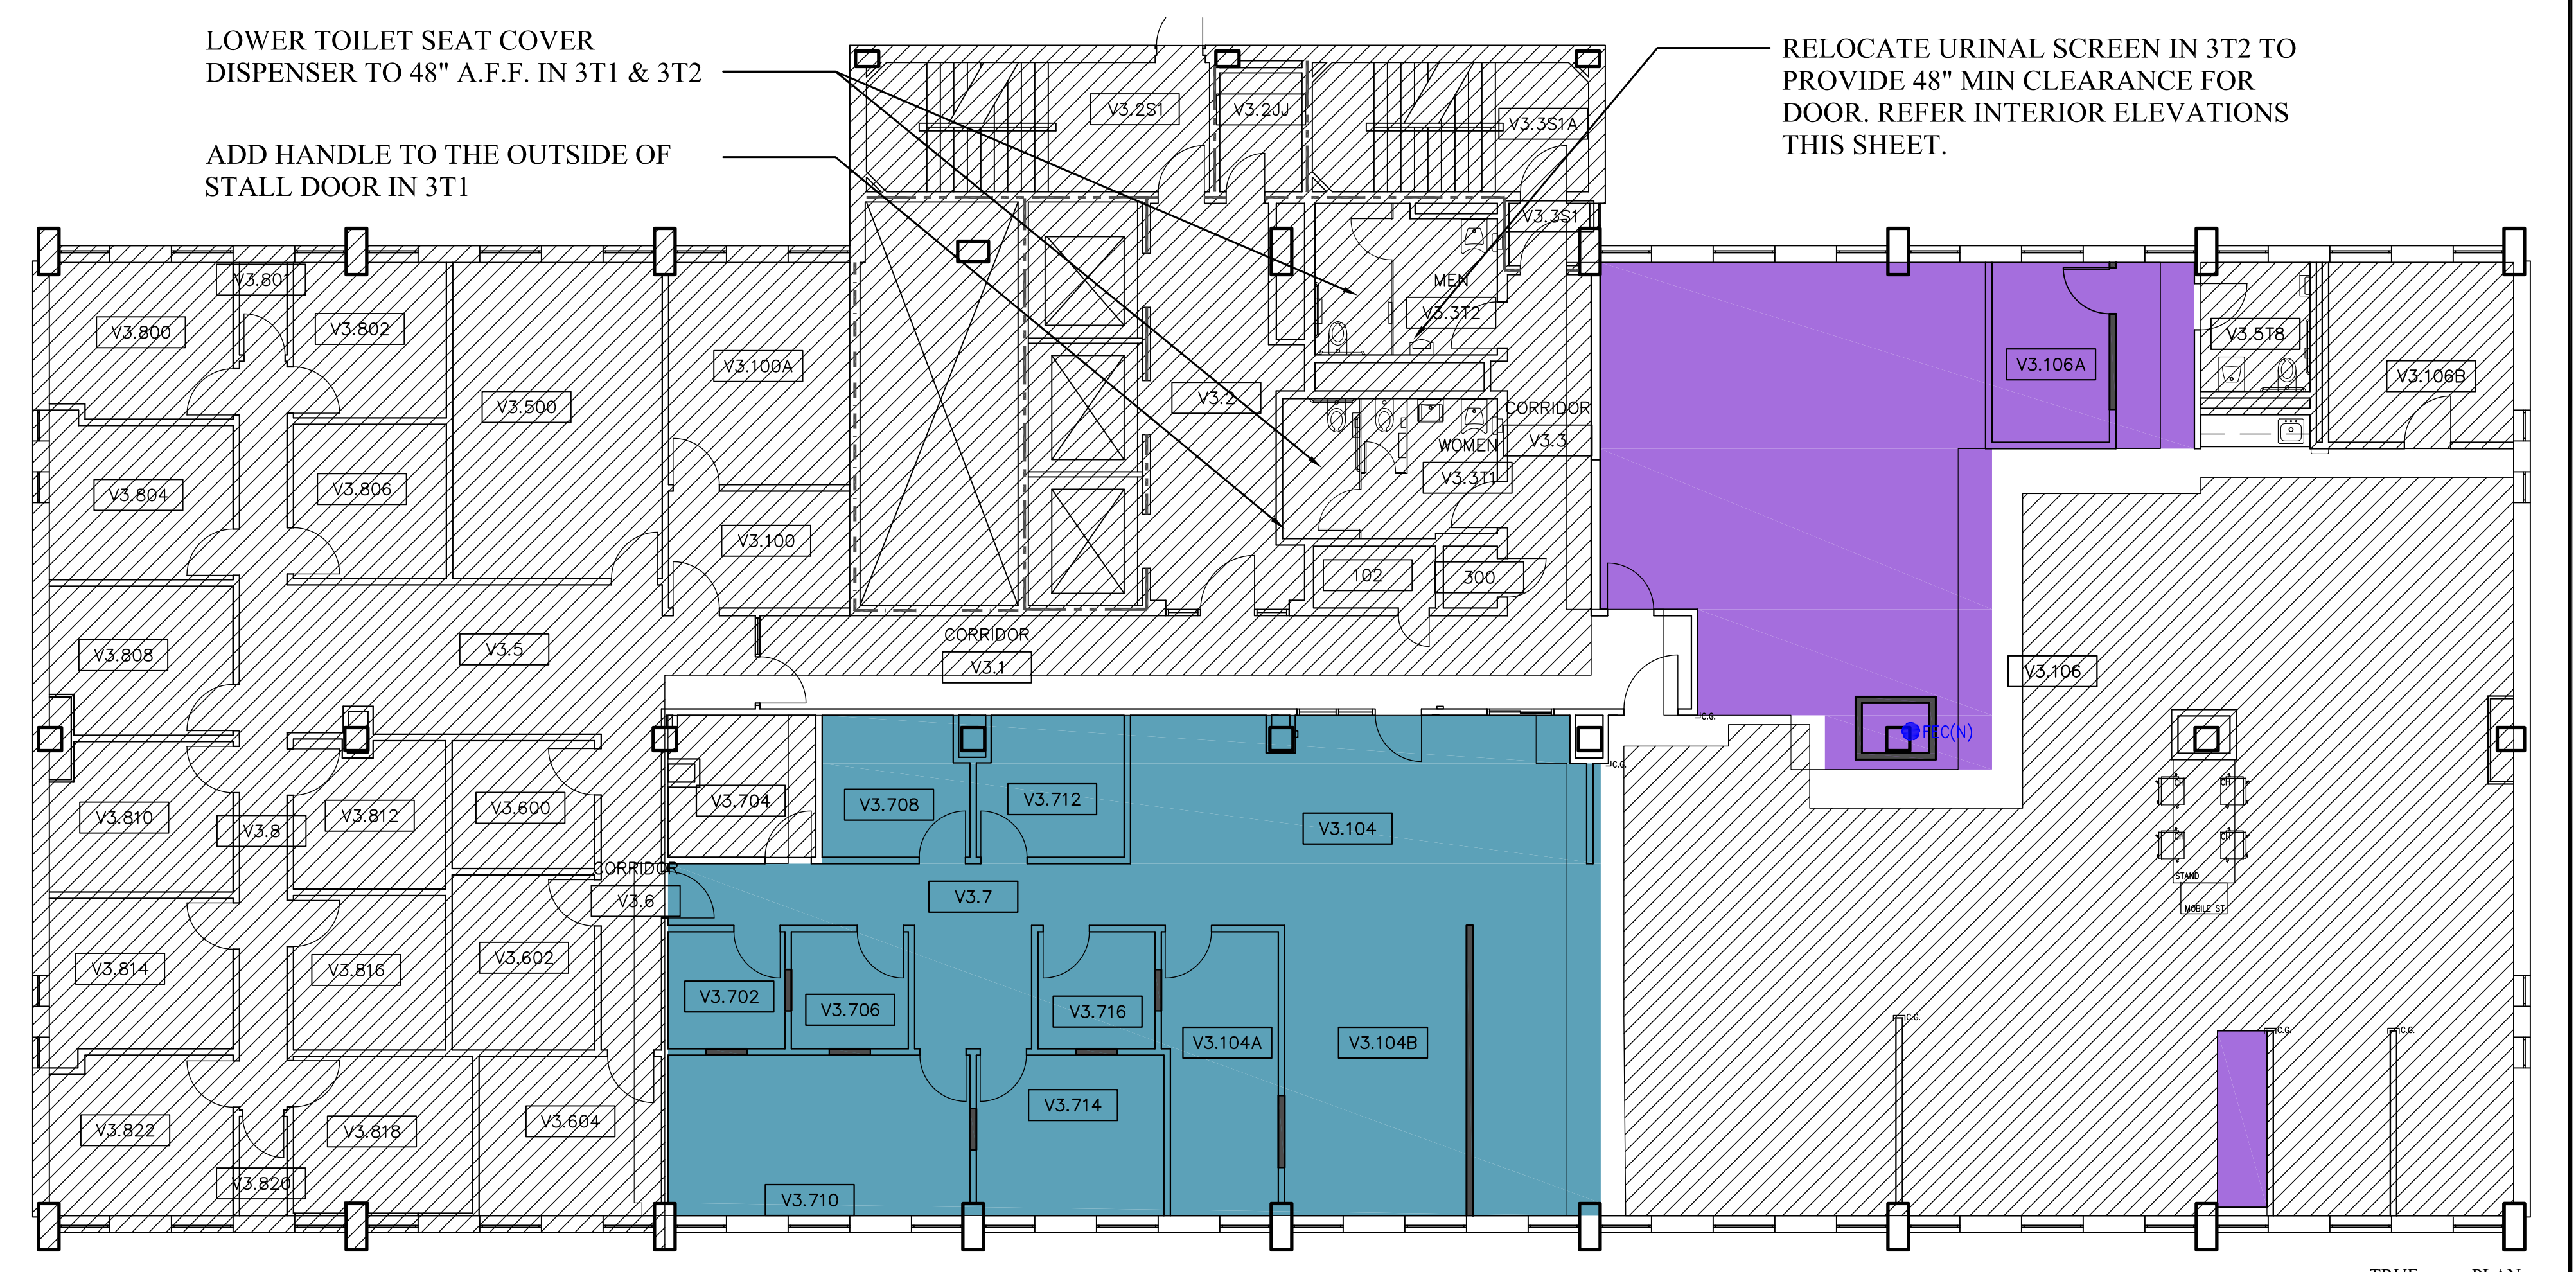 LOWER TOILET SEAT COVER
DISPENSER TO 48" A.F.F. IN 3T1 & 3T2
ADD HANDLE TO THE OUTSIDE OF
STALL DOOR IN 3T1
RELOCATE URINAL SCREEN IN 3T2 TO
PROVIDE 48" MIN CLEARANCE FOR
DOOR. REFER INTERIOR ELEVATIONS
THIS SHEET.
V3.2S1
V3.2JJ
V3.3S1A
V3.3S1
V3.801
V3.800
V3.802
V3.500
V3.100A
V3.2
MEN
V3.3T2
CORRIDOR
V3.3
WOMEN
V3.3T1
V3.106A
V3.5T8
V3.106B
V3.804
V3.806
V3.100
102
300
V3.808
V3.5
CORRIDOR
V3.1
V3.106
C.G.
FEC(N)
C.G.
V3.810
V3.8
V3.812
V3.600
V3.704
V3.708
V3.712
V3.104
CH
CH
CH
CH
STAND
MOBILE ST.
CORRIDOR
V3.6
V3.7
V3.814
V3.816
V3.602
V3.702
V3.706
V3.716
V3.104A
V3.104B
C.G.
C.G.
C.G.
V3.822
V3.818
V3.604
V3.714
V3.820
V3.710
TRUE
PLAN